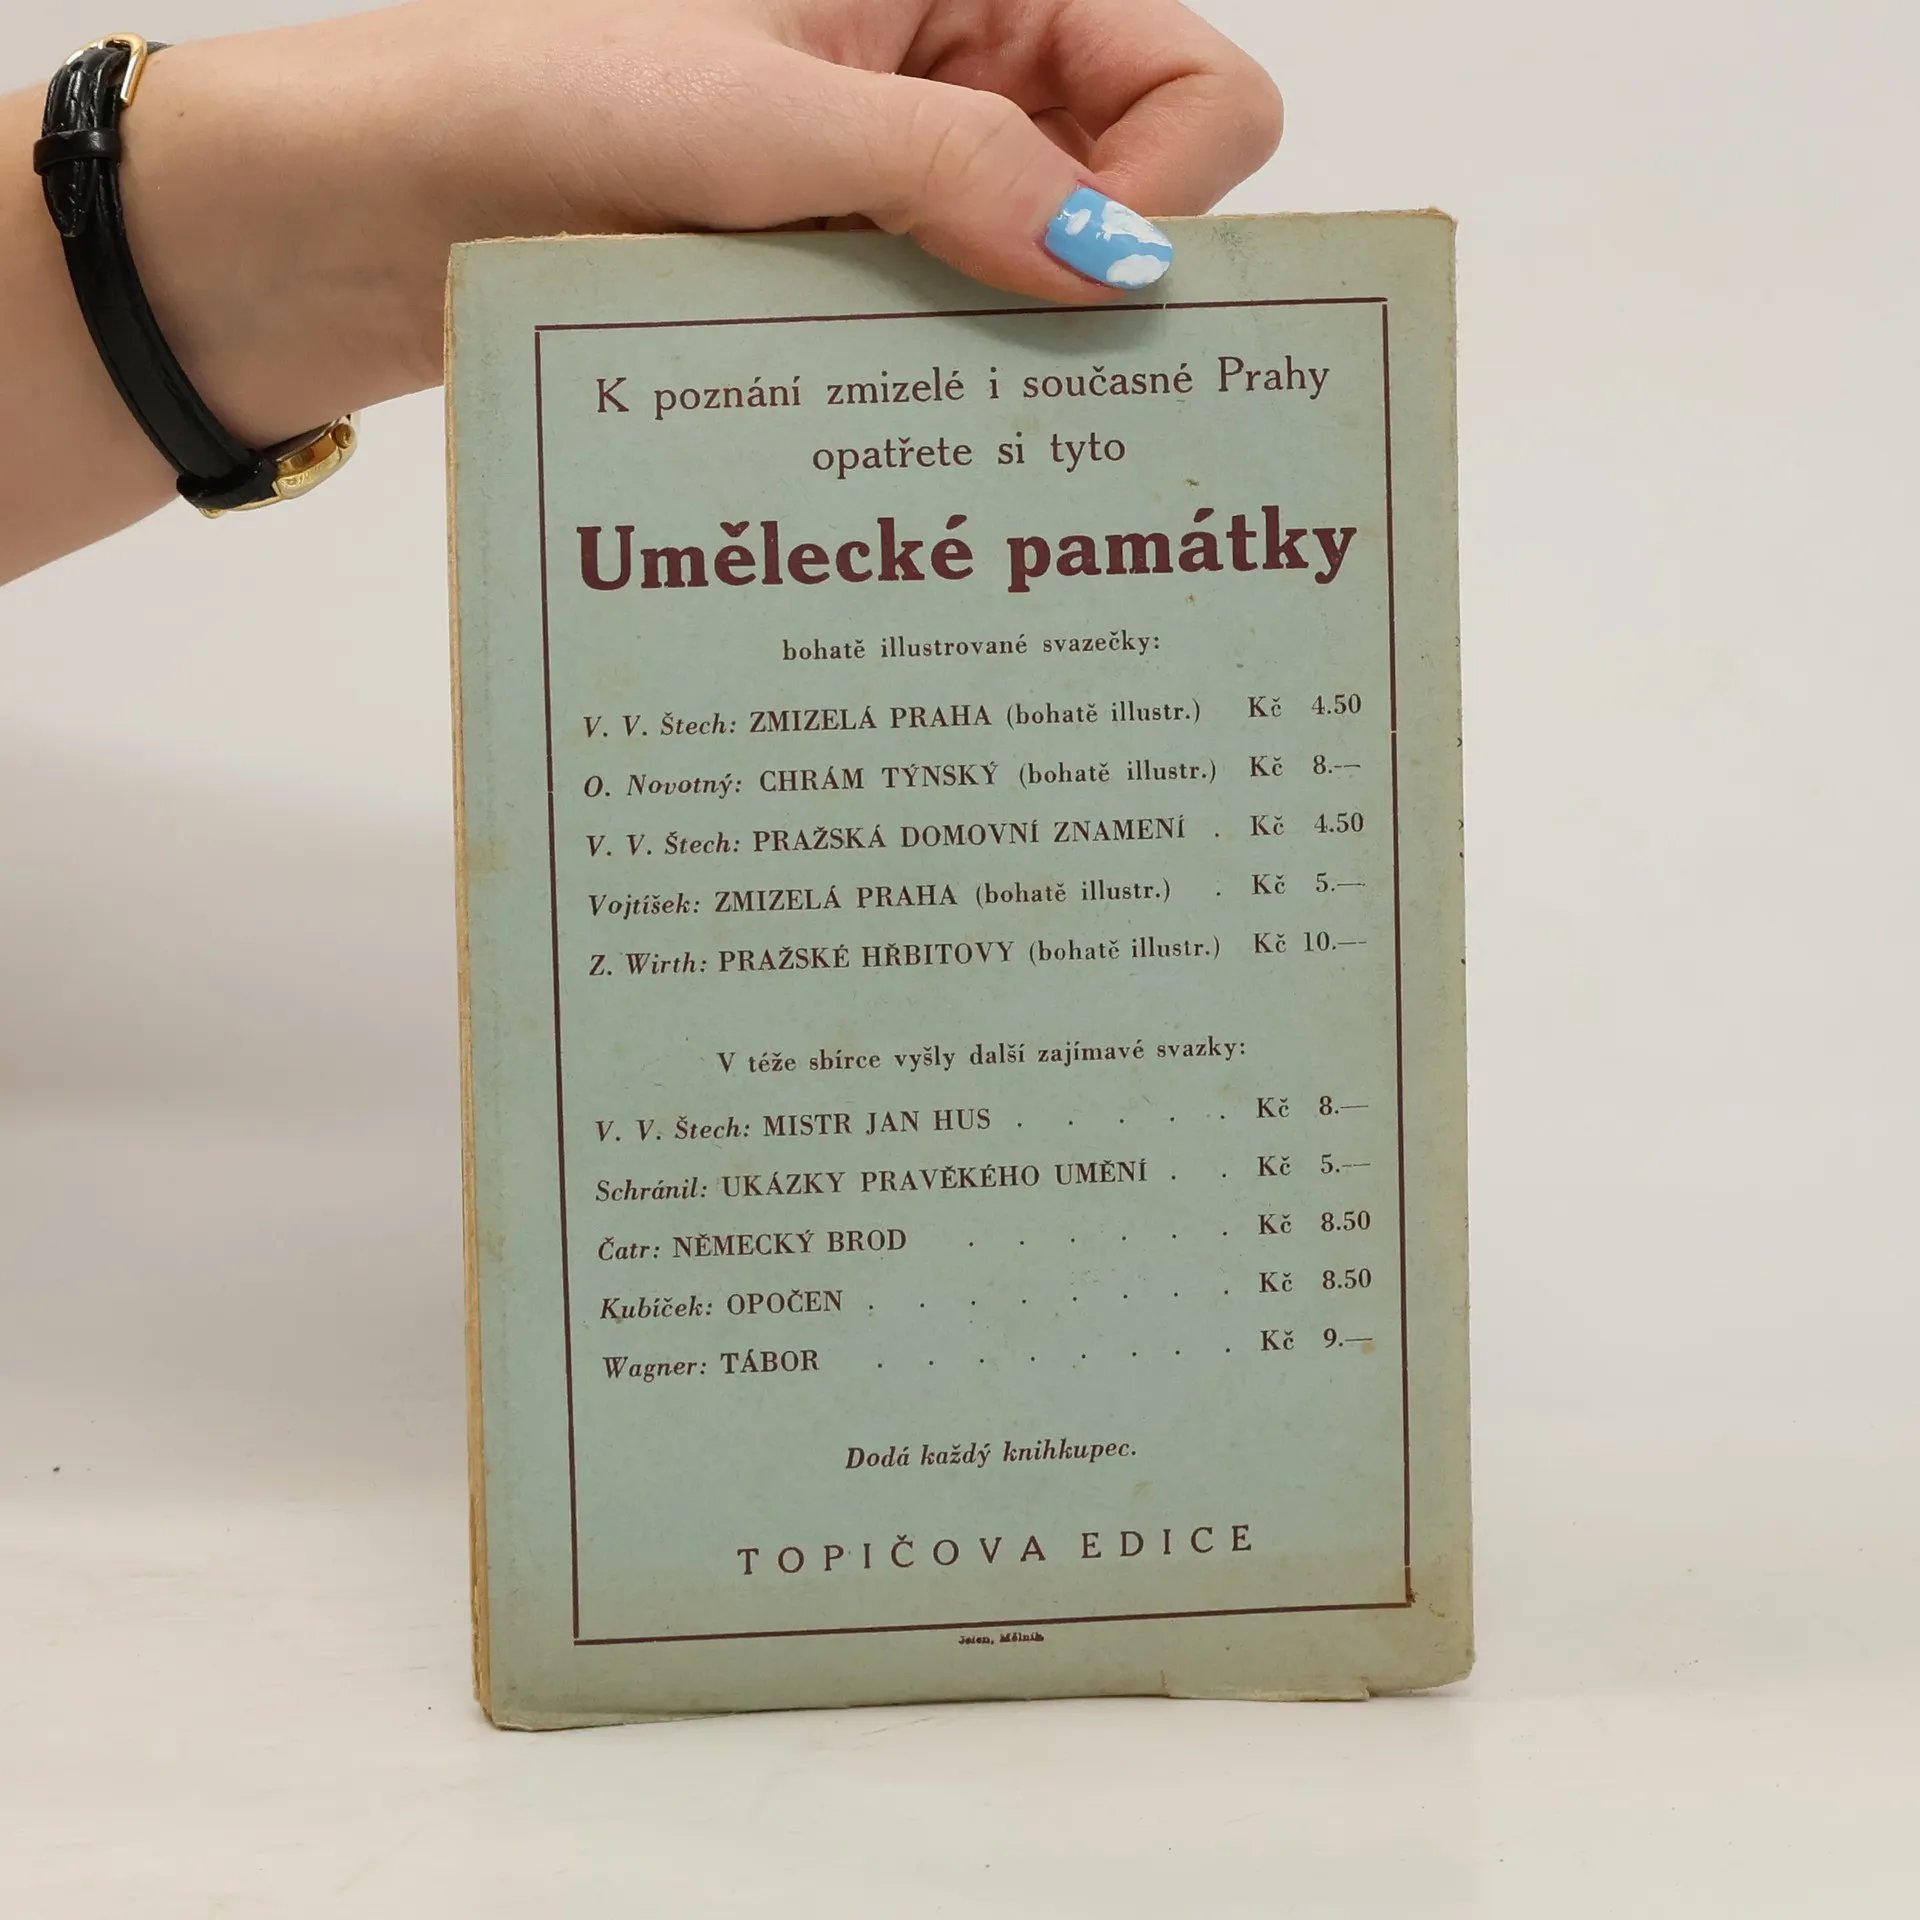 K poznání zmizelé i současné Prahy
opatřete si tyto
Umělecké památky
bohatě illustrované svazečky:
V. V. Štech: ZMIZELÁ PRAHA (bohatě illustr.) Kč 4.50
O. Novotný: CHRÁM TÝNSKÝ (bohatě illustr.) Kč 8.—
V. V. Štech: PRAŽSKÁ DOMOVNÍ ZNAMENÍ . Kč 4.50
Vojtíšek: ZMIZELÁ PRAHA (bohatě illustr.) . Kč 5.—
Z. Wirth: PRAŽSKÉ HŘBITOVY (bohatě illustr.) Kč 10.—
V téže sbírce vyšly další zajímavé svazky:
V. V. Štech: MISTR JAN HUS . . . . . Kč 8.—
Schránil: UKÁZKY PRAVĚKÉHO UMĚNÍ . . Kč 5.—
Čatr: NĚMECKÝ BROD . . . . . . Kč 8.50
Kubíček: OPOČEN . . . . . . . . Kč 8.50
Wagner: TÁBOR . . . . . . . . Kč 9.—
Dodá každý knihkupec.
TOPIČOVA EDICE
Jelen, Mělník